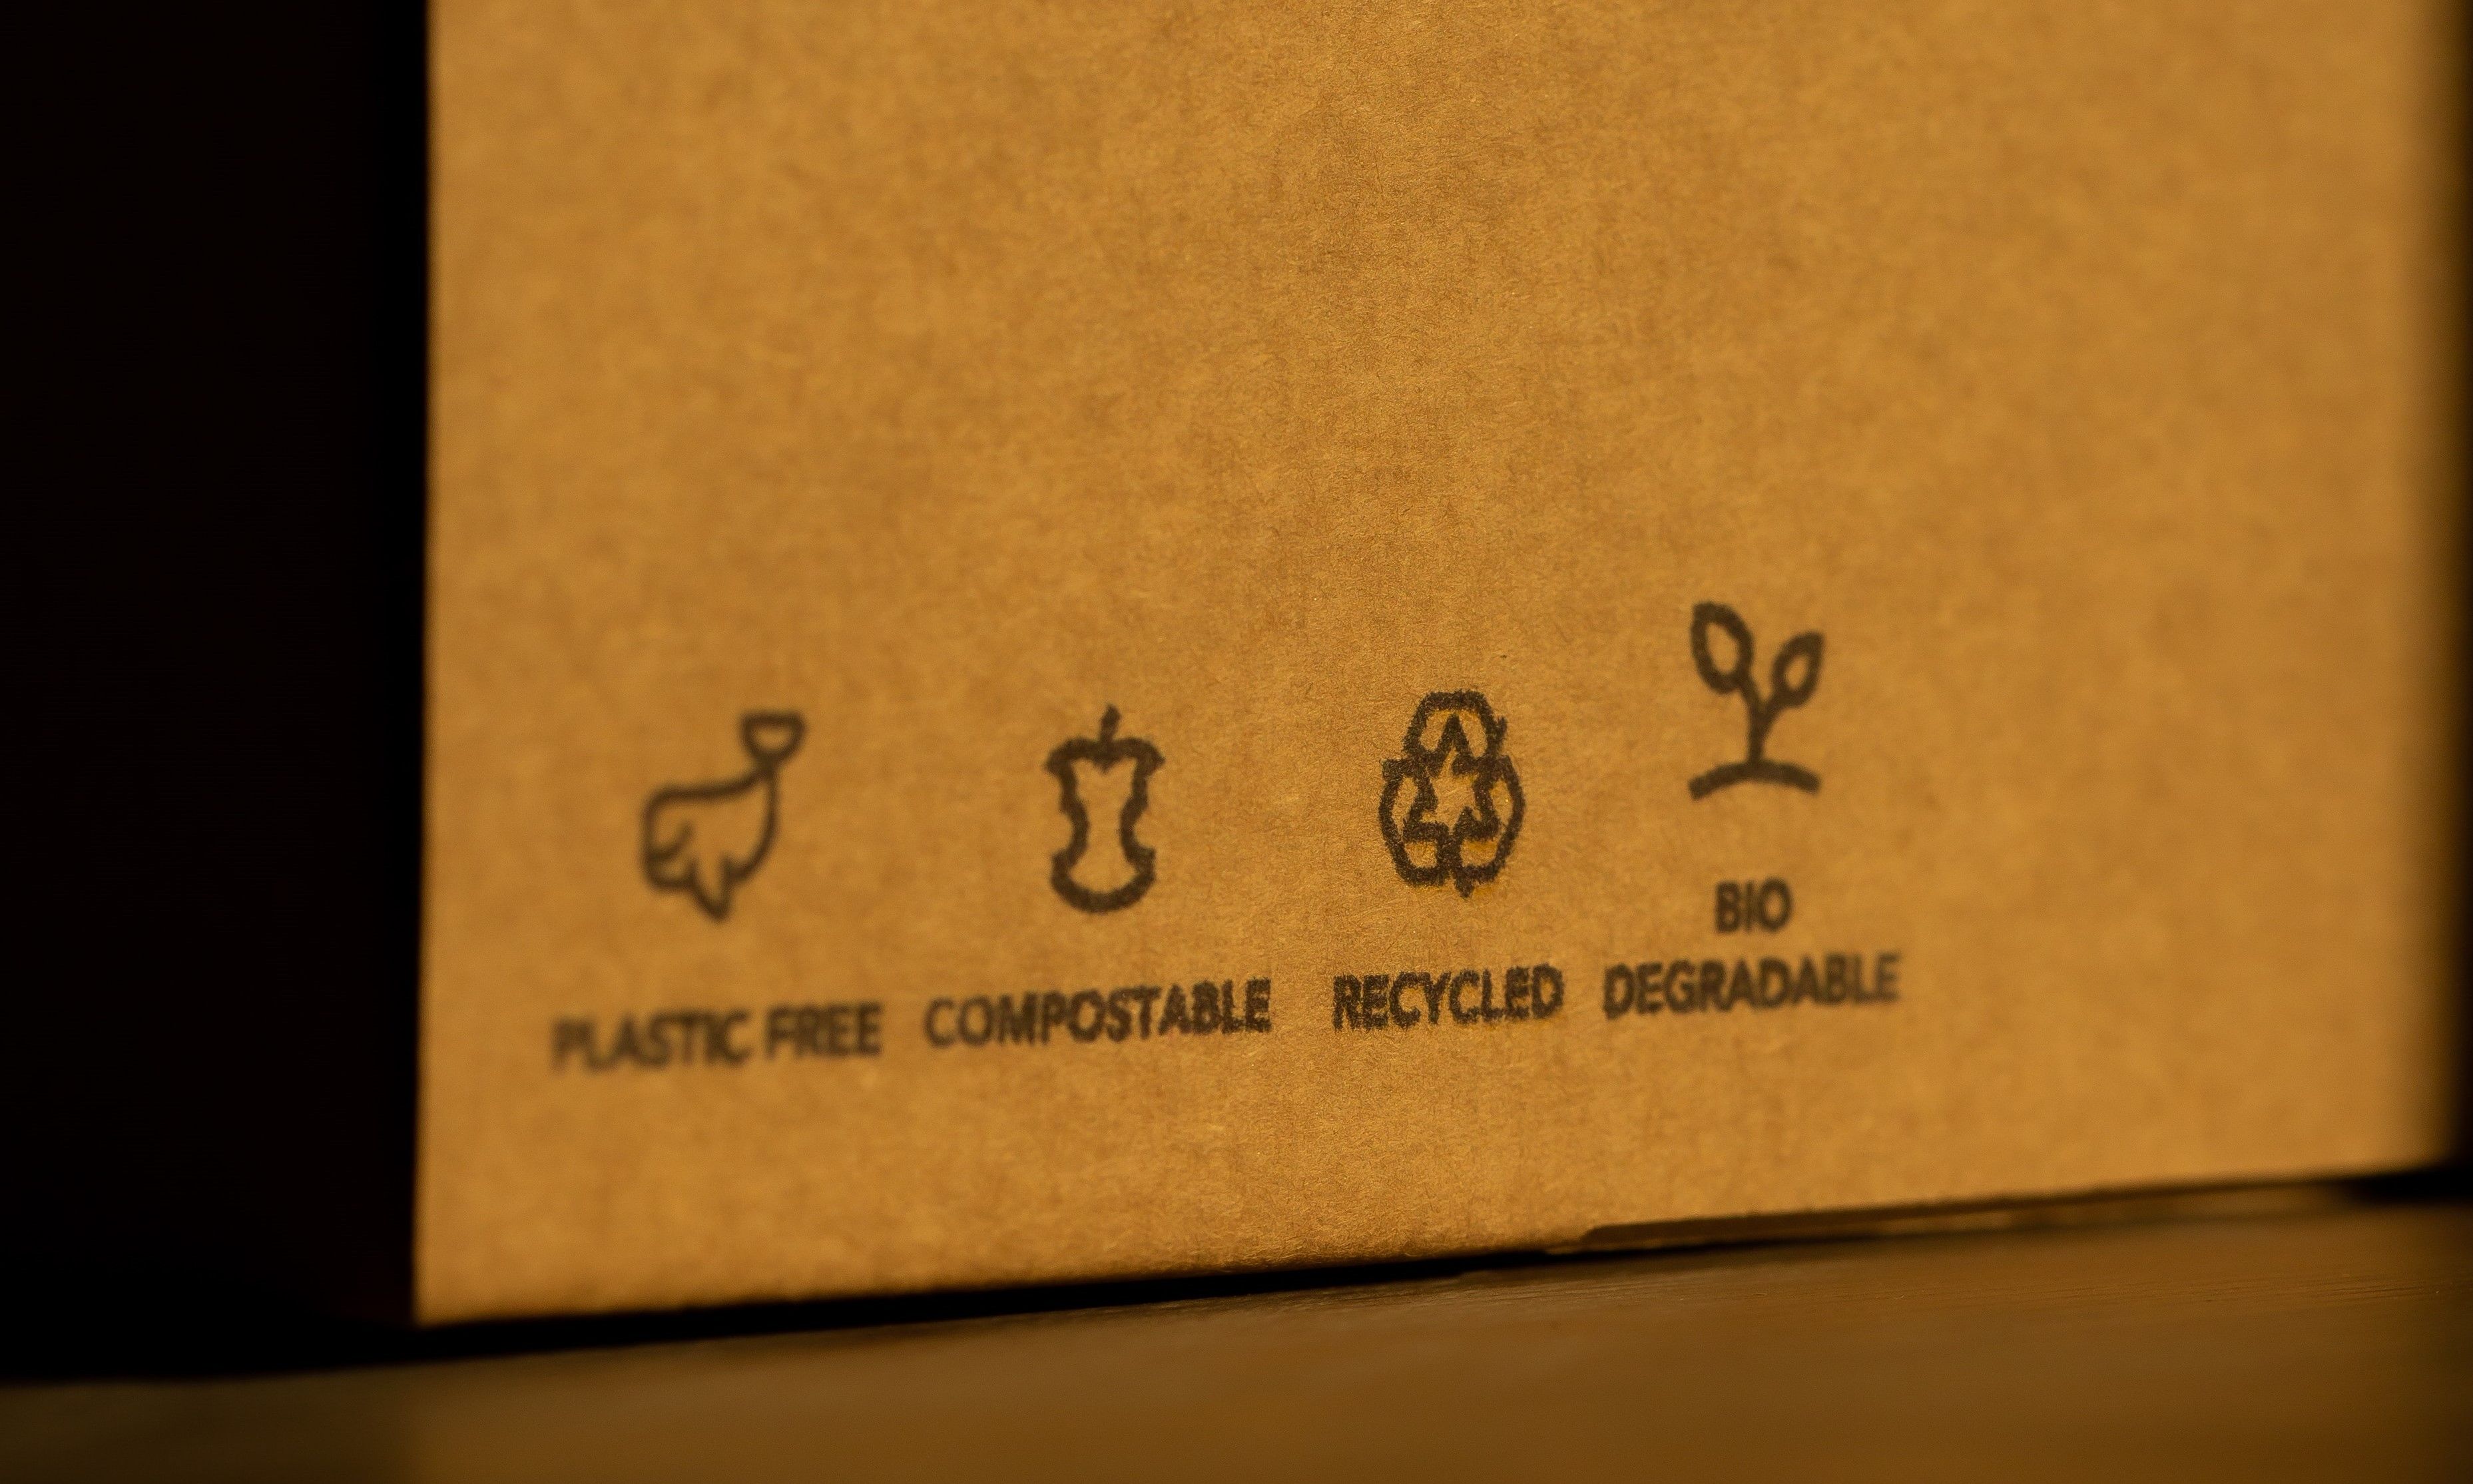 PLASTIC FREE
COMPOSTABLE
RECYCLED
BIO
DEGRADABLE